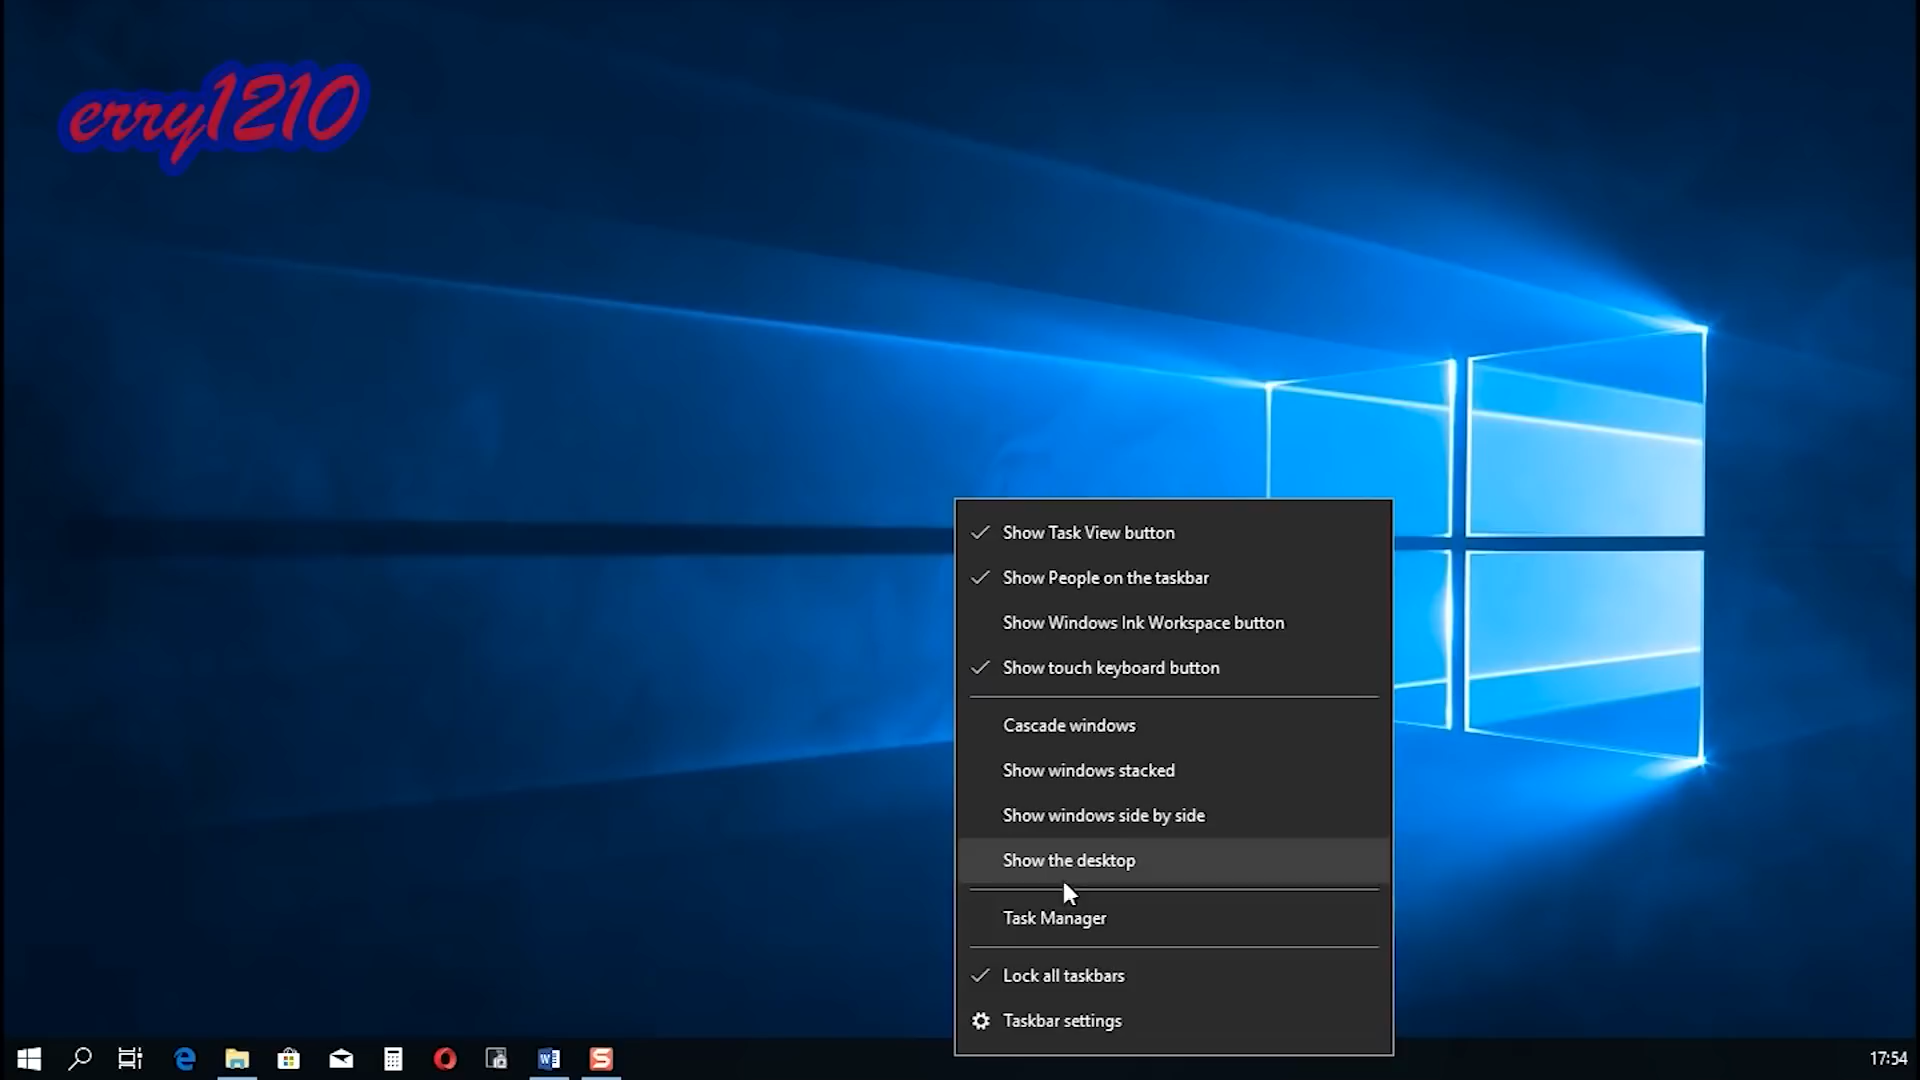 erry1210
Show Task View button
Show People on the taskbar
Show Windows Ink Workspace button
Show touch keyboard button
Cascade windows
Show windows stacked
Show windows side by side
Show the desktop
Task Manager
Lock all taskbars
Taskbar settings
17:54